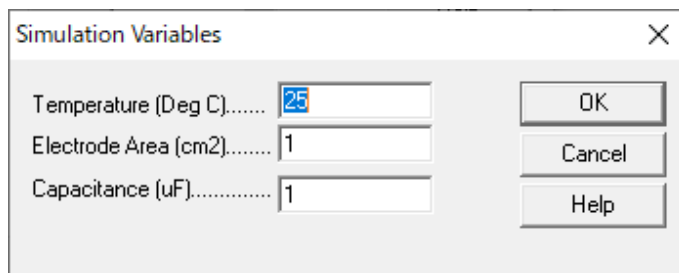 Simulation Variables
Temperature (Deg C)....... 25 OK
Electrode Area (cm2)........ 1 Cancel
Capacitance (uF)............. 1 Help